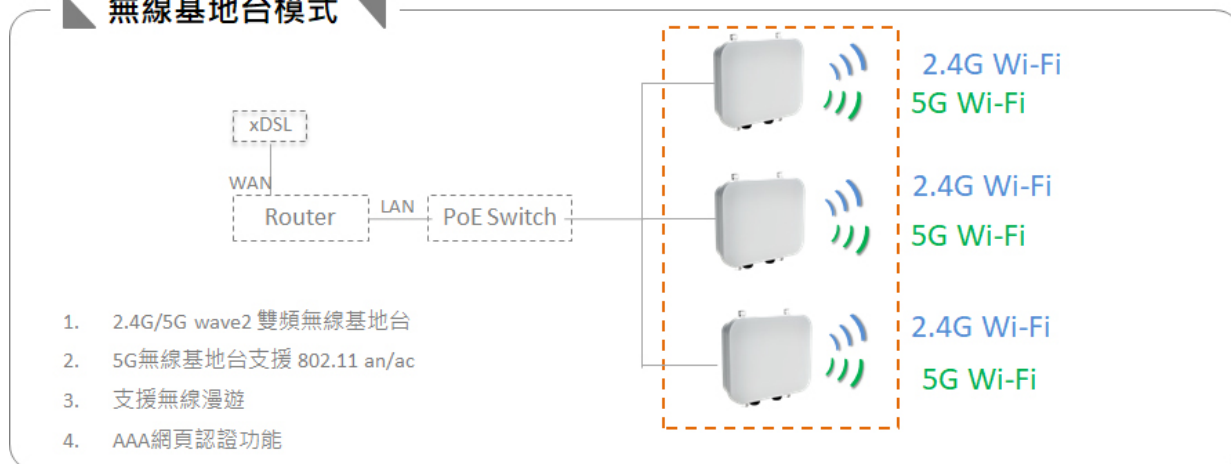 無線基地台模式
xDSL
WAN
Router
LAN
PoE Switch
2.4G Wi-Fi
5G Wi-Fi
2.4G Wi-Fi
5G Wi-Fi
2.4G Wi-Fi
5G Wi-Fi
1. 2.4G/5G wave2 雙頻無線基地台
2. 5G無線基地台支援 802.11 an/ac
3. 支援無線漫遊
4. AAA網頁認證功能